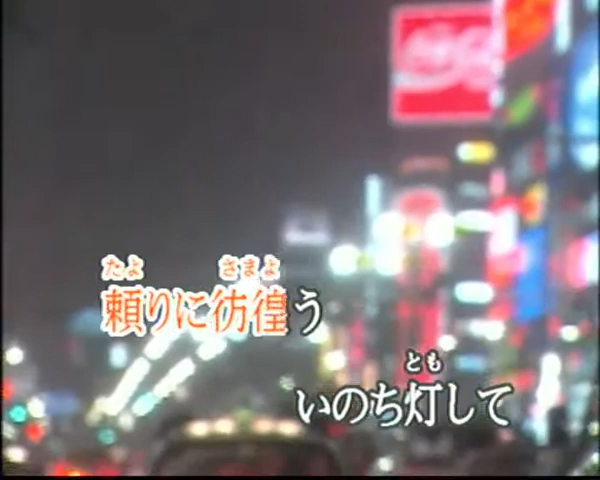 たよ さまよ
頼りに彷徨う
とも
いのち灯して